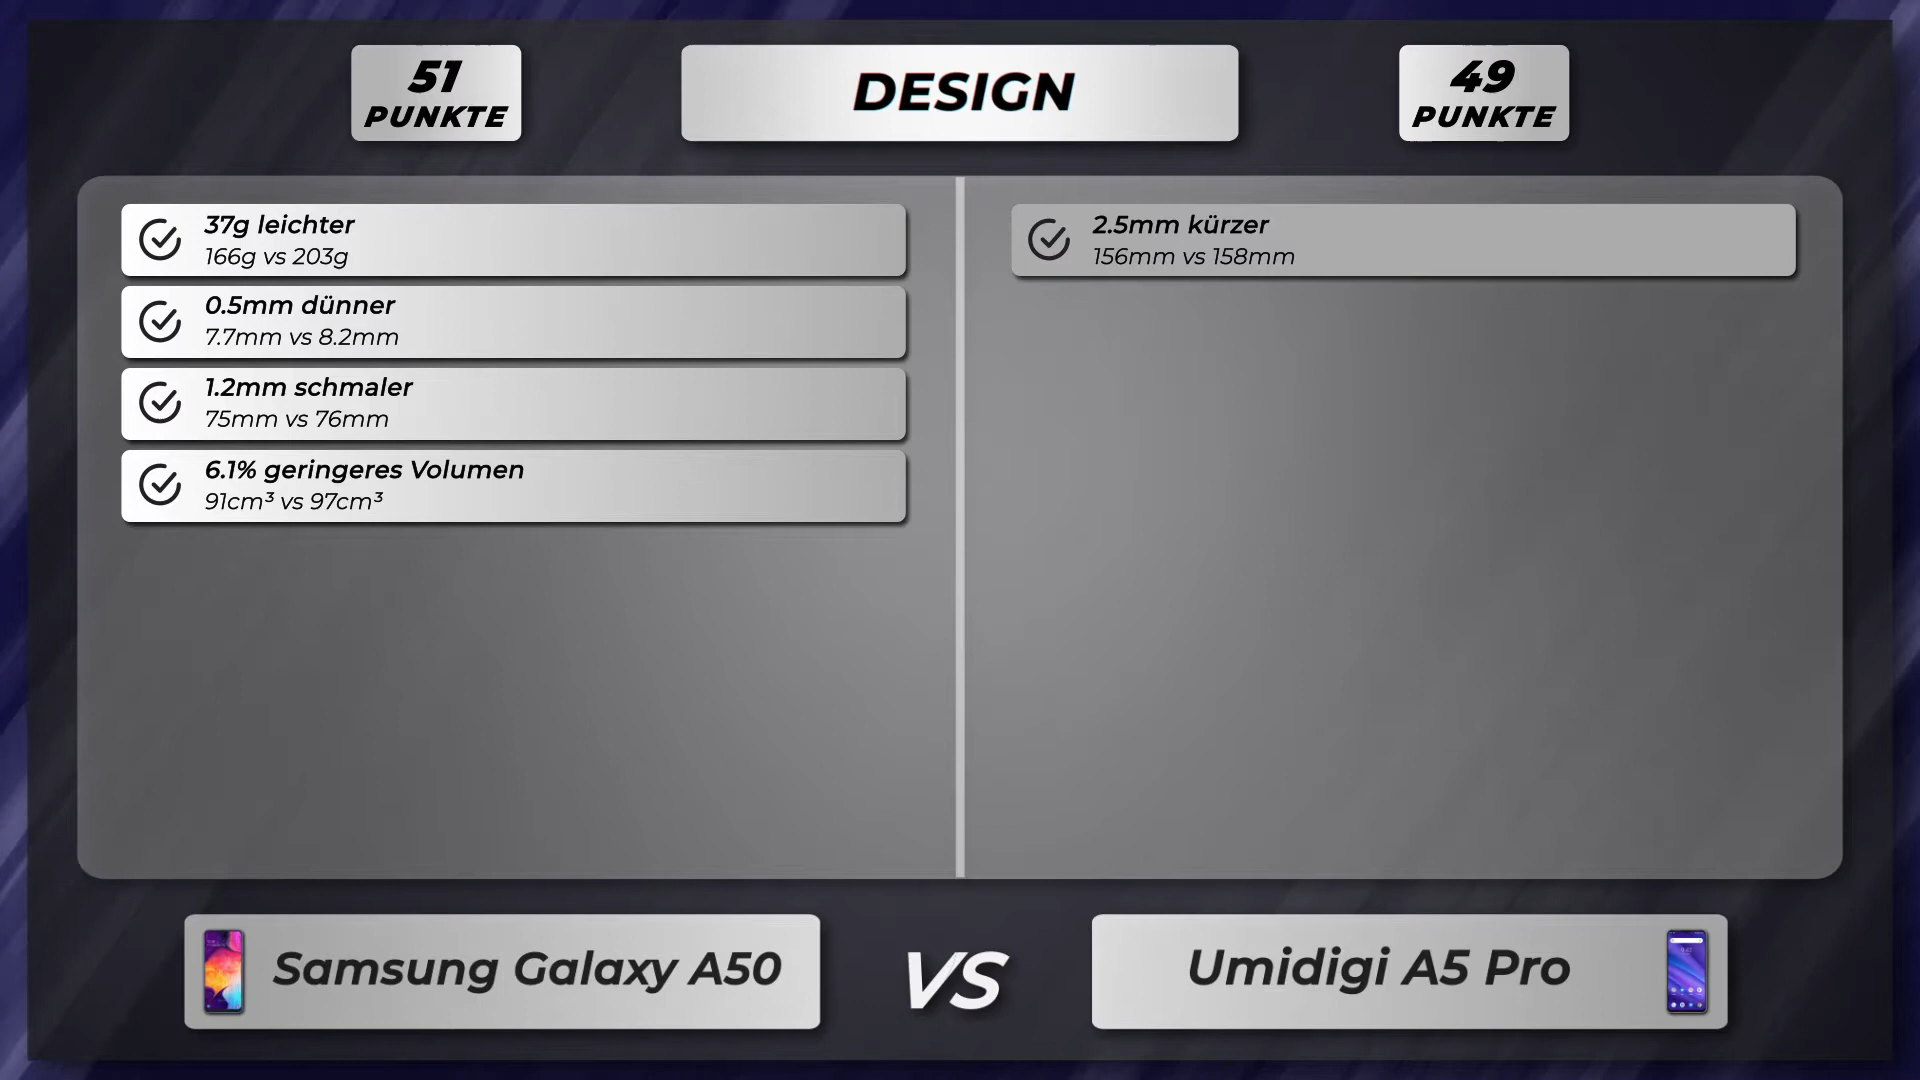 51
PUNKTE
DESIGN
49
PUNKTE
37g leichter
166g vs 203g
0.5mm dünner
7.7mm vs 8.2mm
1.2mm schmaler
75mm vs 76mm
6.1% geringeres Volumen
91cm³ vs 97cm³
2.5mm kürzer
156mm vs 158mm
Samsung Galaxy A50
VS
Umidigi A5 Pro